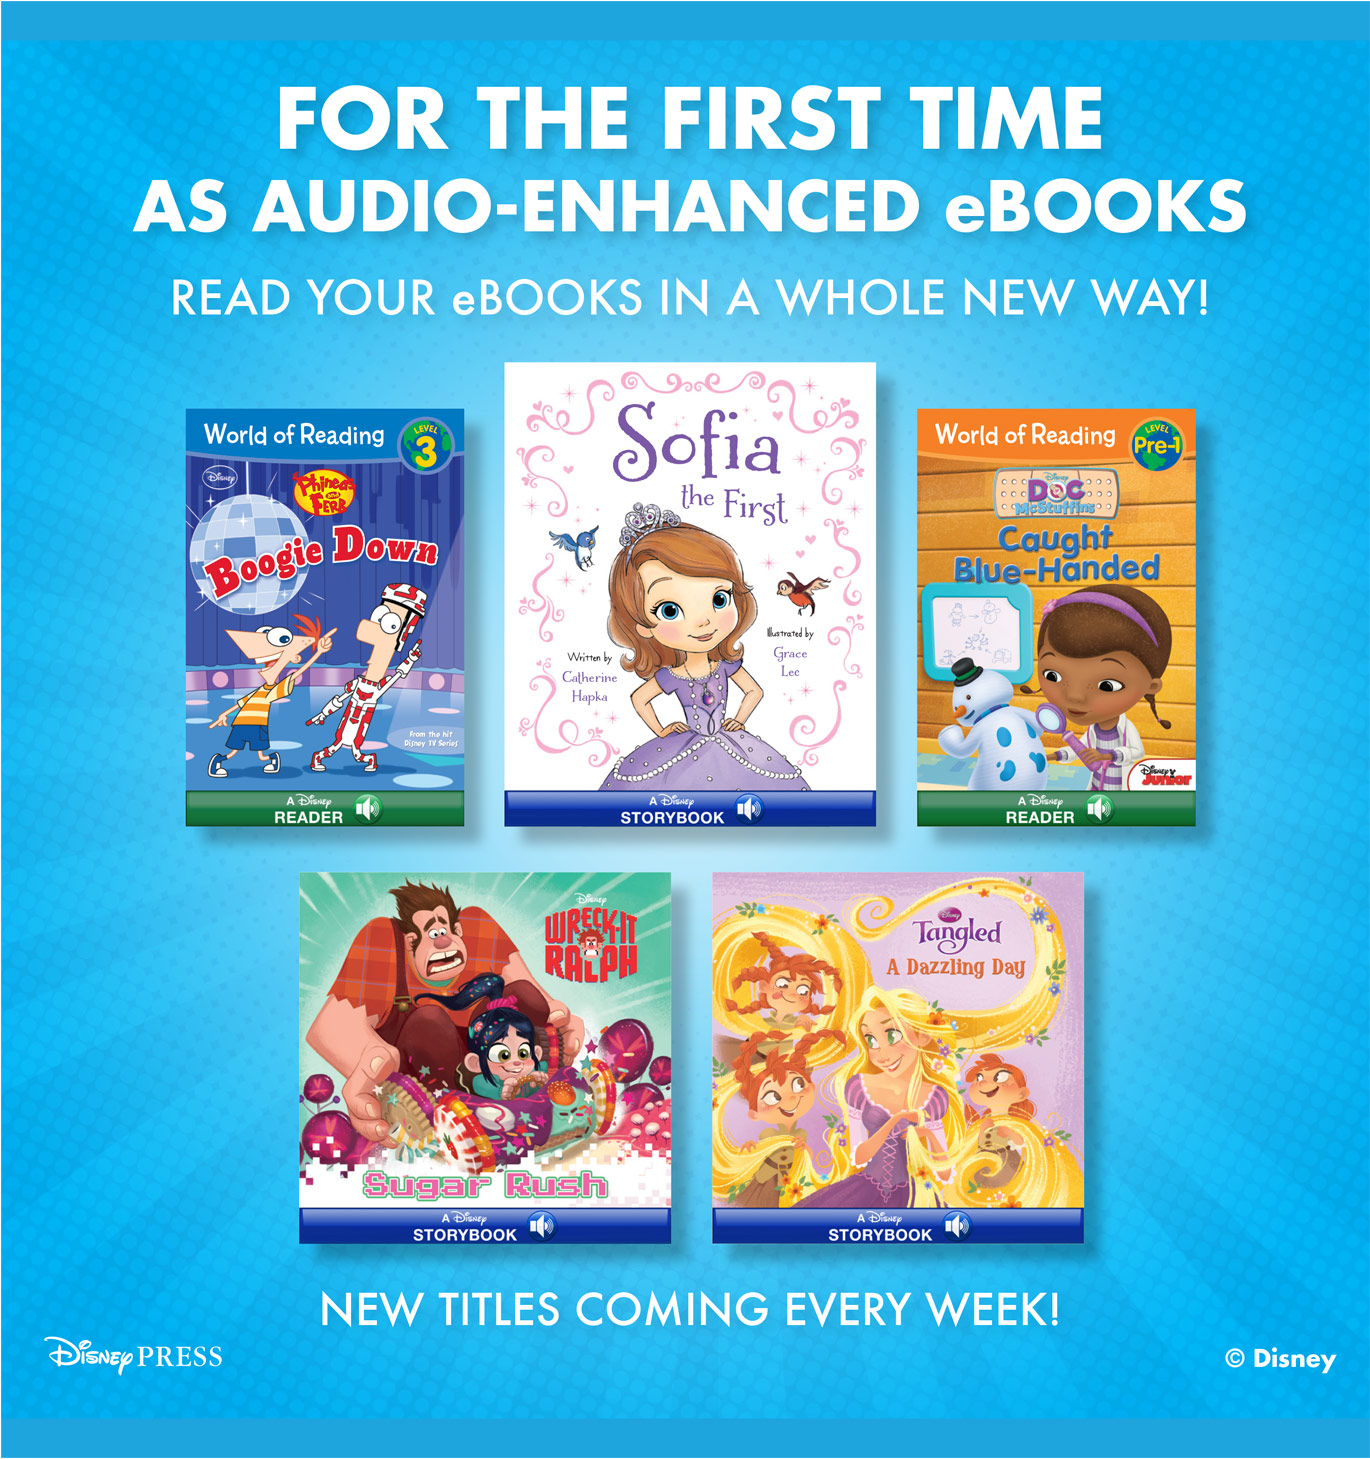 FOR THE FIRST TIME
AS AUDIO-ENHANCED eBOOKS
READ YOUR eBOOKS IN A WHOLE NEW WAY!
World of Reading
LEVEL
3
Disney
Phineas
and
Ferb
Boogie Down
From the hit
Disney TV Series
A Disney
READER
Sofia
the First
Written by
Catherine
Hapka
Illustrated by
Grace
Lee
A Disney
STORYBOOK
World of Reading
LEVEL
Pre-1
Disney
DOC
McStuffins
Caught
Blue-Handed
Disney
Junior
A Disney
READER
Disney
WRECK-IT
RALPH
Sugar Rush
A Disney
STORYBOOK
Disney
Tangled
A Dazzling Day
A Disney
STORYBOOK
NEW TITLES COMING EVERY WEEK!
Disney PRESS
© Disney